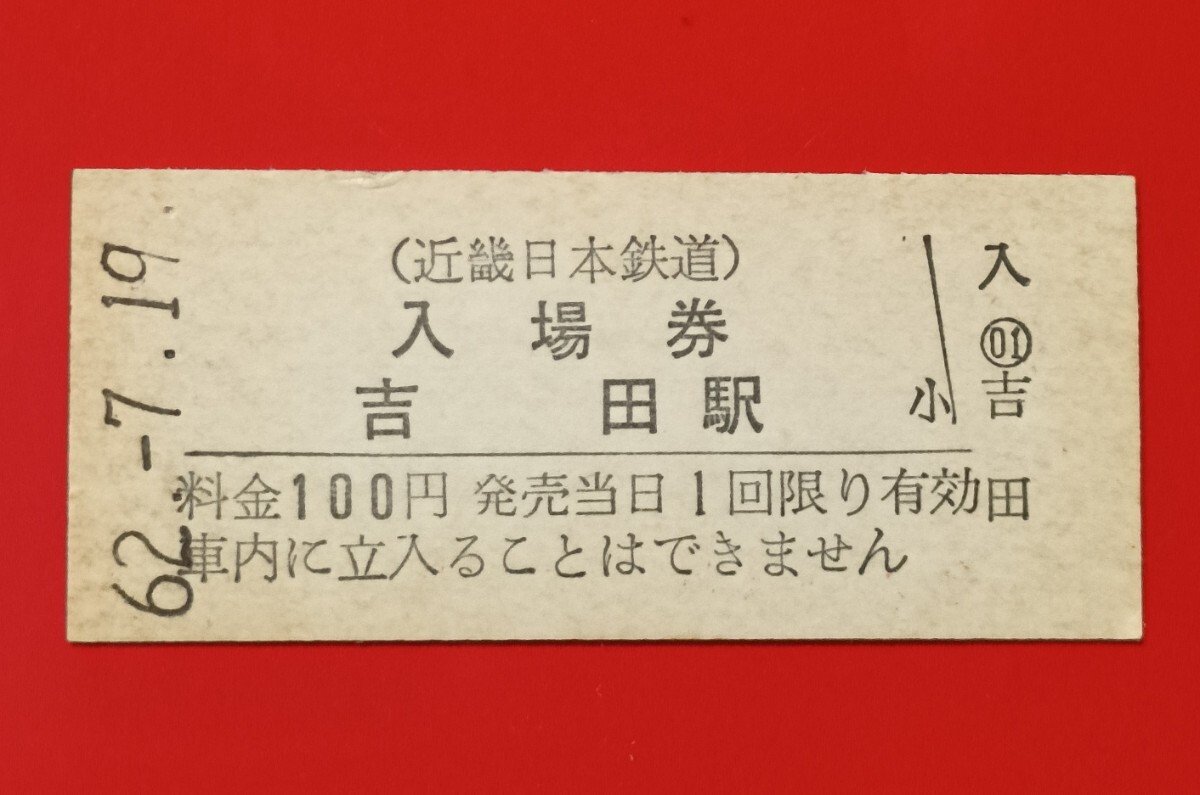 (近畿日本鉄道)
入場券
吉田駅
小
料金100円 発売当日1回限り有効
車内に立入ることはできません
入
01
吉田
62.-7.19